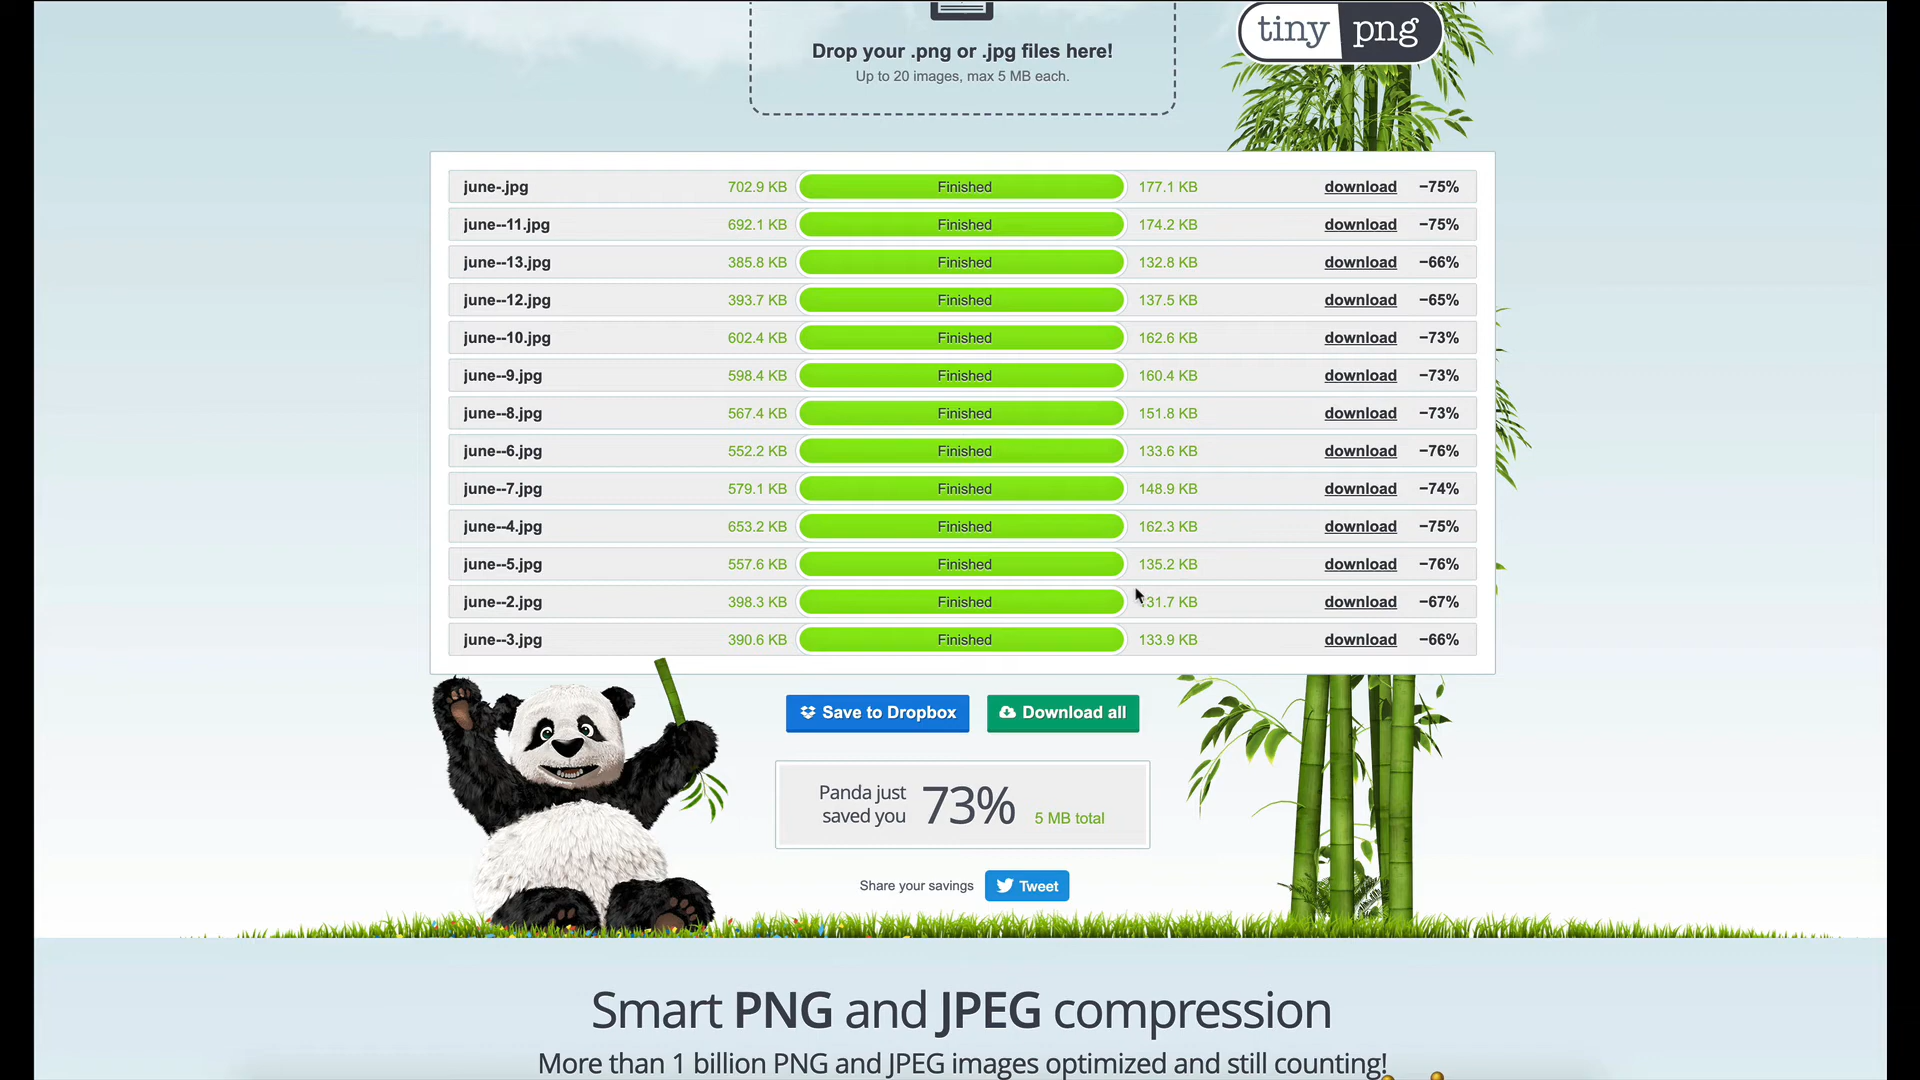 tiny png
Drop your .png or .jpg files here!
Up to 20 images, max 5 MB each.
june-.jpg 702.9 KB Finished 177.1 KB download −75%
june--11.jpg 692.1 KB Finished 174.2 KB download −75%
june--13.jpg 385.8 KB Finished 132.8 KB download −66%
june--12.jpg 393.7 KB Finished 137.5 KB download −65%
june--10.jpg 602.4 KB Finished 162.6 KB download −73%
june--9.jpg 598.4 KB Finished 160.4 KB download −73%
june--8.jpg 567.4 KB Finished 151.8 KB download −73%
june--6.jpg 552.2 KB Finished 133.6 KB download −76%
june--7.jpg 579.1 KB Finished 148.9 KB download −74%
june--4.jpg 653.2 KB Finished 162.3 KB download −75%
june--5.jpg 557.6 KB Finished 135.2 KB download −76%
june--2.jpg 398.3 KB Finished 31.7 KB download −67%
june--3.jpg 390.6 KB Finished 133.9 KB download −66%
Save to Dropbox Download all
Panda just
saved you 73% 5 MB total
Share your savings Tweet
Smart PNG and JPEG compression
More than 1 billion PNG and JPEG images optimized and still counting!